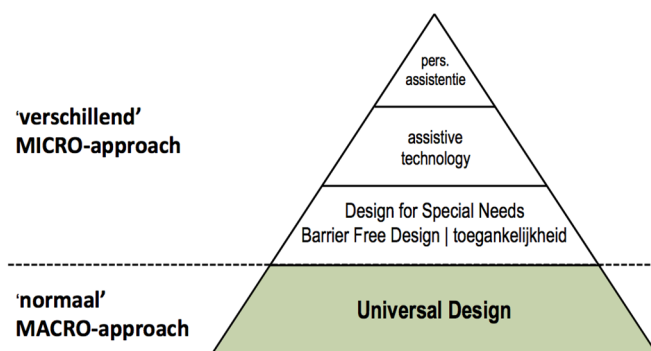 pers.
assistentie
'verschillend'
MICRO-approach
assistive
technology
Design for Special Needs
Barrier Free Design | toegankelijkheid
'normaal'
MACRO-approach
Universal Design